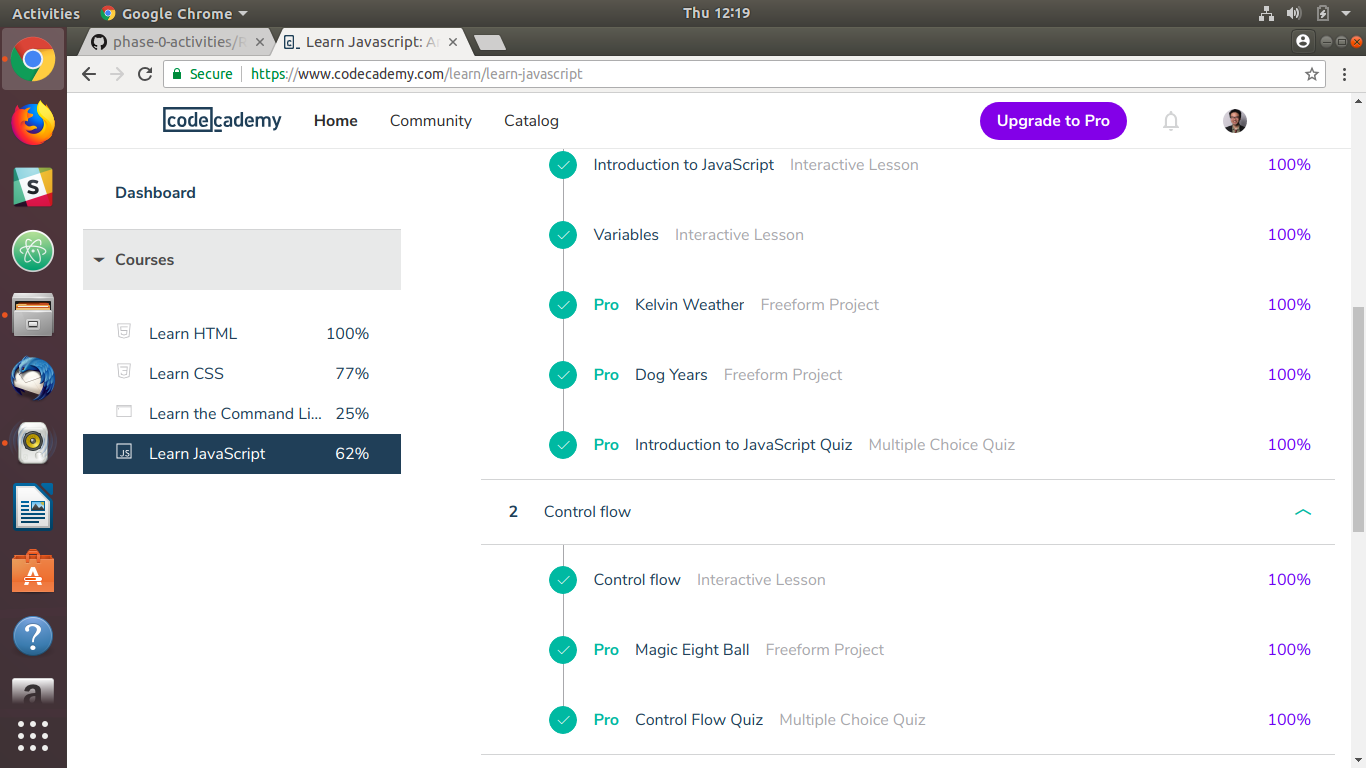 Activities Google Chrome Thu 12:19
phase-0-activities/R Learn Javascript: A
Secure https://www.codecademy.com/learn/learn-javascript
codecademy Home Community Catalog Upgrade to Pro
Introduction to JavaScript Interactive Lesson 100%
Dashboard
Variables Interactive Lesson 100%
Courses
Pro Kelvin Weather Freeform Project 100%
Learn HTML 100%
Learn CSS 77%
Pro Dog Years Freeform Project 100%
Learn the Command Li... 25%
Pro Introduction to JavaScript Quiz Multiple Choice Quiz 100%
JS Learn JavaScript 62%
2 Control flow
Control flow Interactive Lesson 100%
Pro Magic Eight Ball Freeform Project 100%
Pro Control Flow Quiz Multiple Choice Quiz 100%